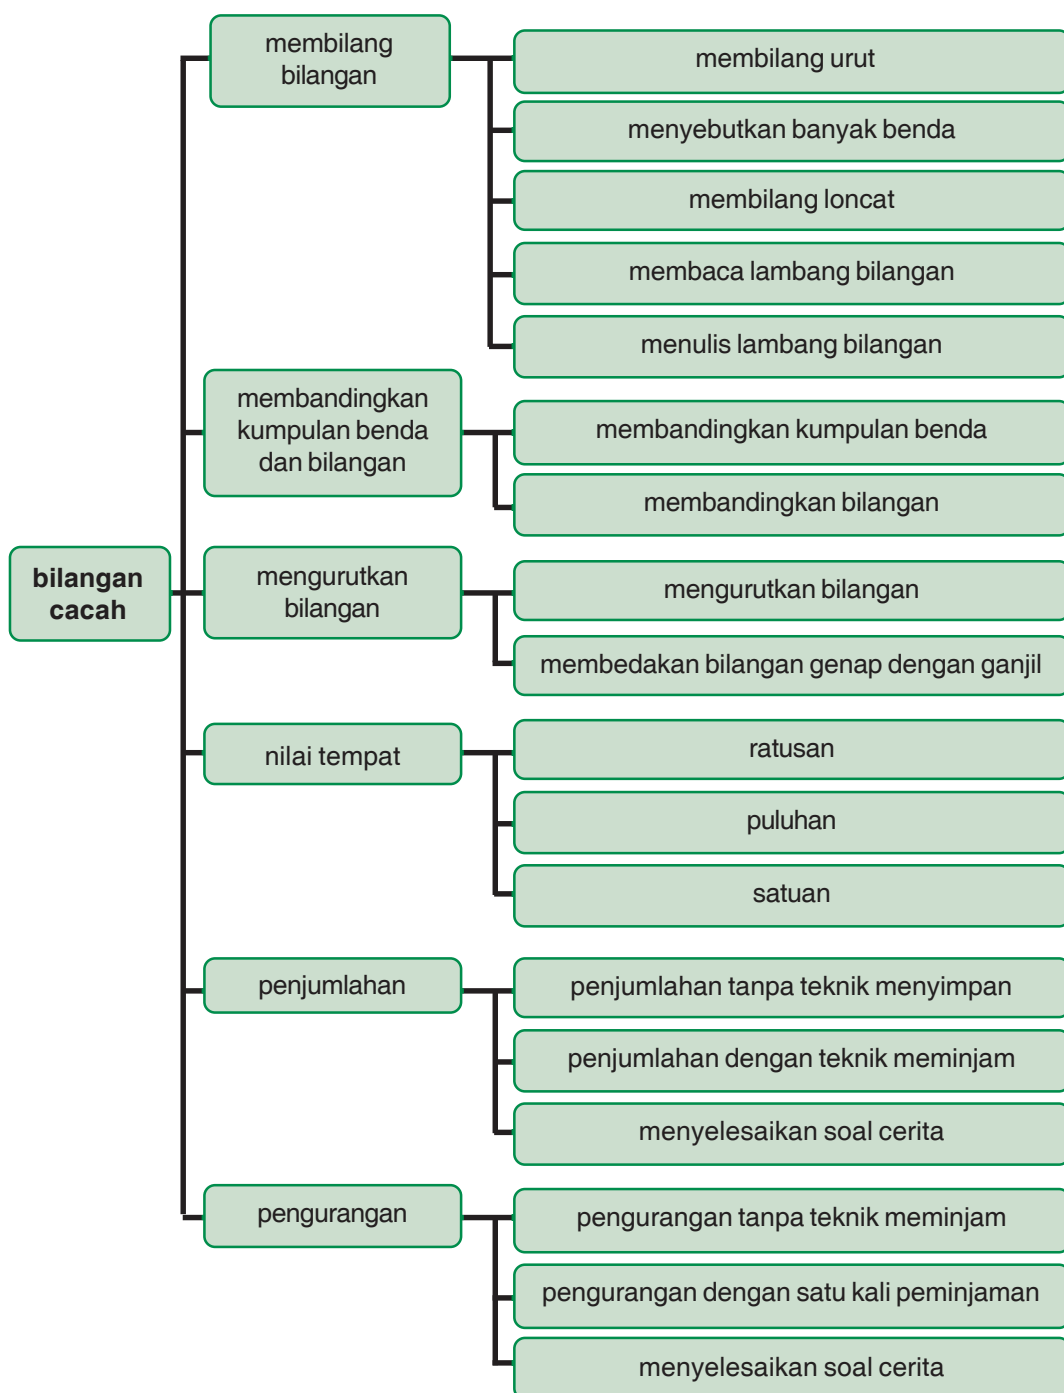 membilang
bilangan
membilang urut
menyebutkan banyak benda
membilang loncat
membaca lambang bilangan
menulis lambang bilangan
membandingkan
kumpulan benda
dan bilangan
membandingkan kumpulan benda
membandingkan bilangan
bilangan
cacah
mengurutkan
bilangan
mengurutkan bilangan
membedakan bilangan genap dengan ganjil
nilai tempat
ratusan
puluhan
satuan
penjumlahan
penjumlahan tanpa teknik menyimpan
penjumlahan dengan teknik meminjam
menyelesaikan soal cerita
pengurangan
pengurangan tanpa teknik meminjam
pengurangan dengan satu kali peminjaman
menyelesaikan soal cerita